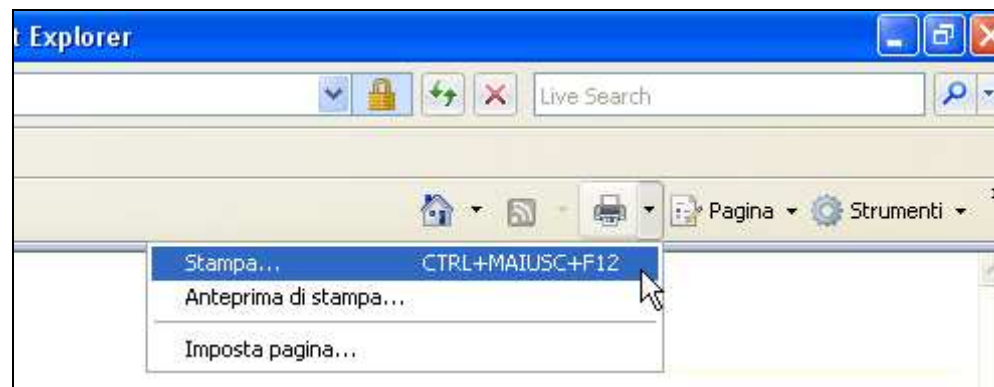 t Explorer
Live Search
Pagina Strumenti
Stampa... CTRL+MAIUSC+F12
Anteprima di stampa...
Imposta pagina...